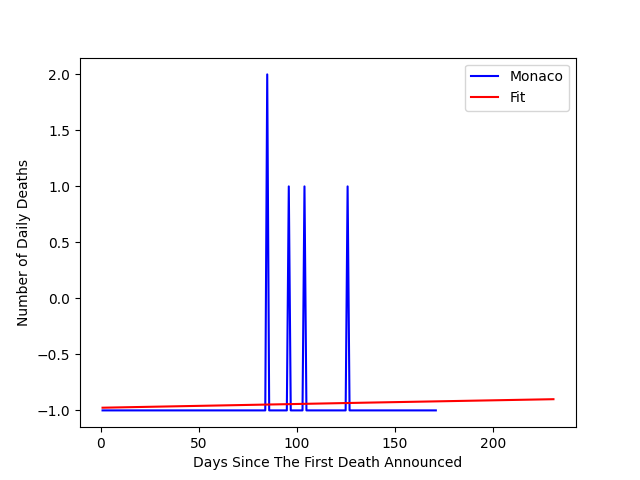 Monaco
Fit
2.0
1.5
1.0
0.5
0.0
−0.5
−1.0
Number of Daily Deaths
0 50 100 150 200
Days Since The First Death Announced